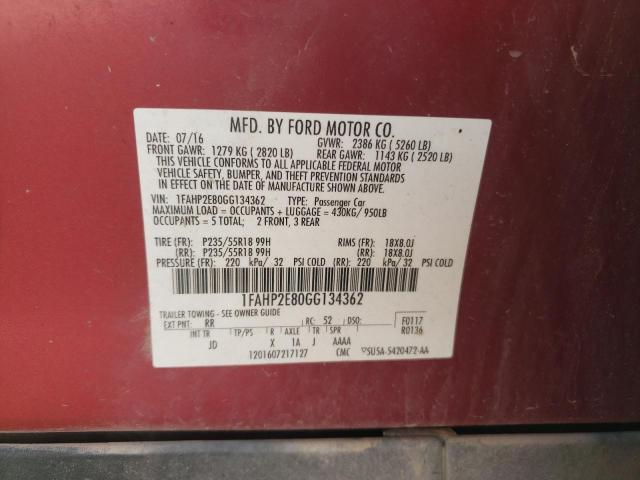 MFD. BY FORD MOTOR CO.
DATE: 07/16 GVWR: 2386 KG ( 5260 LB)
FRONT GAWR: 1279 KG ( 2820 LB) REAR GAWR: 1143 KG ( 2520 LB)
THIS VEHICLE CONFORMS TO ALL APPLICABLE FEDERAL MOTOR
VEHICLE SAFETY, BUMPER, AND THEFT PREVENTION STANDARDS
IN EFFECT ON THE DATE OF MANUFACTURE SHOWN ABOVE.
VIN: 1FAHP2E80GG134362 TYPE: Passenger Car
MAXIMUM LOAD = OCCUPANTS + LUGGAGE = 430KG/ 950LB
OCCUPANTS = 5 TOTAL: 2 FRONT, 3 REAR
TIRE (FR): P235/55R18 99H RIMS (FR): 18X8.0J
(RR): P235/55R18 99H (RR): 18X8.0J
PRESSURE (FR): 220 kPa/ 32 PSI COLD (RR): 220 kPa/ 32 PSI COLD
1FAHP2E80GG134362
TRAILER TOWING - SEE OWNER GUIDE
EXT PNT: RR RC: 52 DSO: F0117
R0136
INT TR TP/PS R AXLE TR SPR
JD X 1A J AAAA
1201607217127 CMC 5U5A-5420472-AA